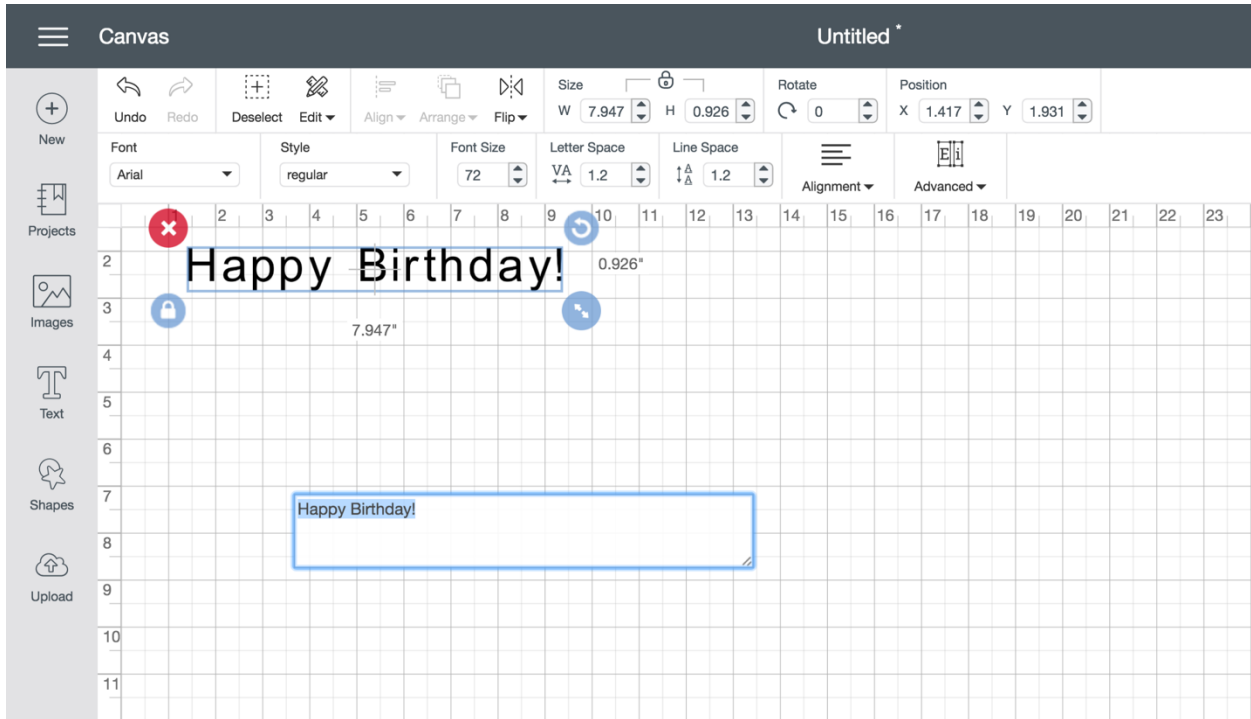 Canvas
Untitled *
New
Projects
Images
Text
Shapes
Upload
Undo
Redo
Deselect
Edit
Align
Arrange
Flip
Size
W 7.947
H 0.926
Rotate
0
Position
X 1.417
Y 1.931
Font
Arial
Style
regular
Font Size
72
Letter Space
VA 1.2
Line Space
A A 1.2
Alignment
E i
Advanced
1 2 3 4 5 6 7 8 9 10 11 12 13 14 15 16 17 18 19 20 21 22 23
2
Happy Birthday!
0.926"
3
7.947"
4
5
6
7
Happy Birthday!
8
9
10
11